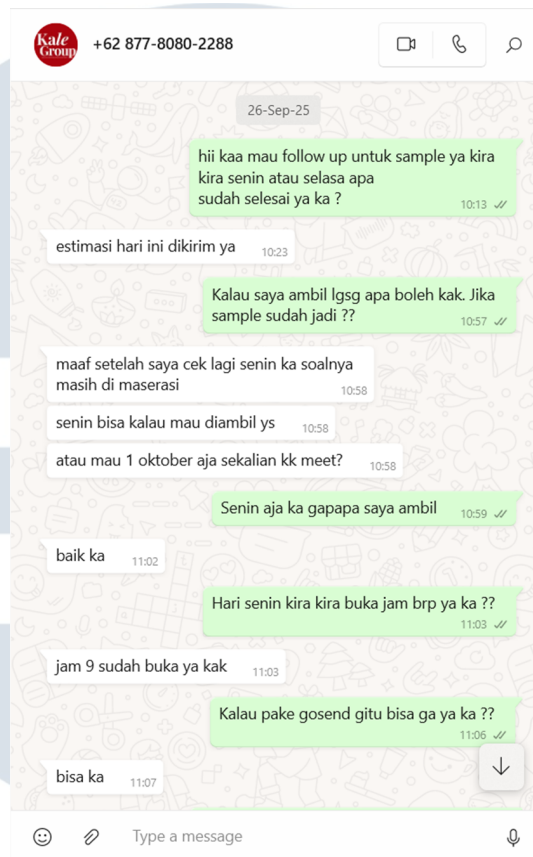 Kale
Group
+62 877-8080-2288
26-Sep-25
hii kaa mau follow up untuk sample ya kira
kira senin atau selasa apa
sudah selesai ya ka ?
10:13
estimasi hari ini dikirim ya
10:23
Kalau saya ambil lgsg apa boleh kak. Jika
sample sudah jadi ??
10:57
maaf setelah saya cek lagi senin ka soalnya
masih di maserasi
10:58
senin bisa kalau mau diambil ys
10:58
atau mau 1 oktober aja sekalian kk meet?
10:58
Senin aja ka gapapa saya ambil
10:59
baik ka
11:02
Hari senin kira kira buka jam brp ya ka ??
11:03
jam 9 sudah buka ya kak
11:03
Kalau pake gosend gitu bisa ga ya ka ??
11:06
bisa ka
11:07
Type a message